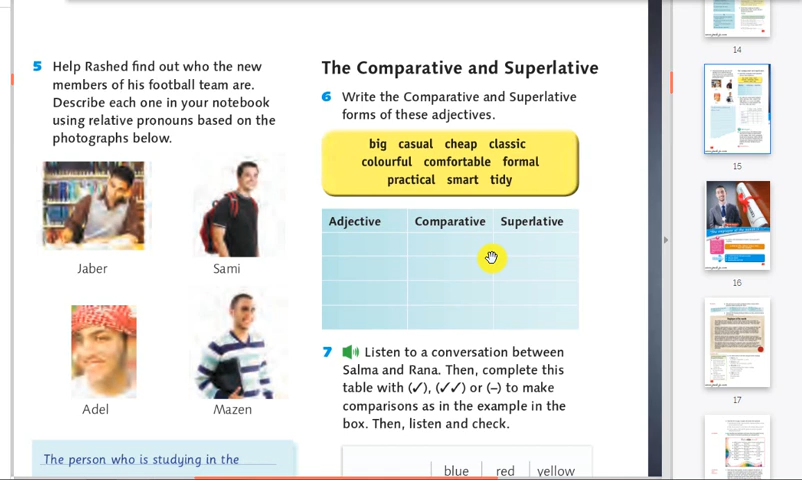 5 Help Rashed find out who the new
members of his football team are.
Describe each one in your notebook
using relative pronouns based on the
photographs below.
Jaber
Sami
Adel
Mazen
The person who is studying in the
The Comparative and Superlative
6 Write the Comparative and Superlative
forms of these adjectives.
big casual cheap classic
colourful comfortable formal
practical smart tidy
Adjective Comparative Superlative
7 Listen to a conversation between
Salma and Rana. Then, complete this
table with (✓), (✓✓) or (–) to make
comparisons as in the example in the
box. Then, listen and check.
blue red yellow
14
15
16
17